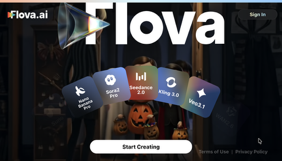 Flova.ai
Sign In
Flova
Nano
Banana
Pro
Sora2
Pro
Seedance
2.0
Kling 3.0
Veo3.1
Start Creating
Terms of Use | Privacy Policy